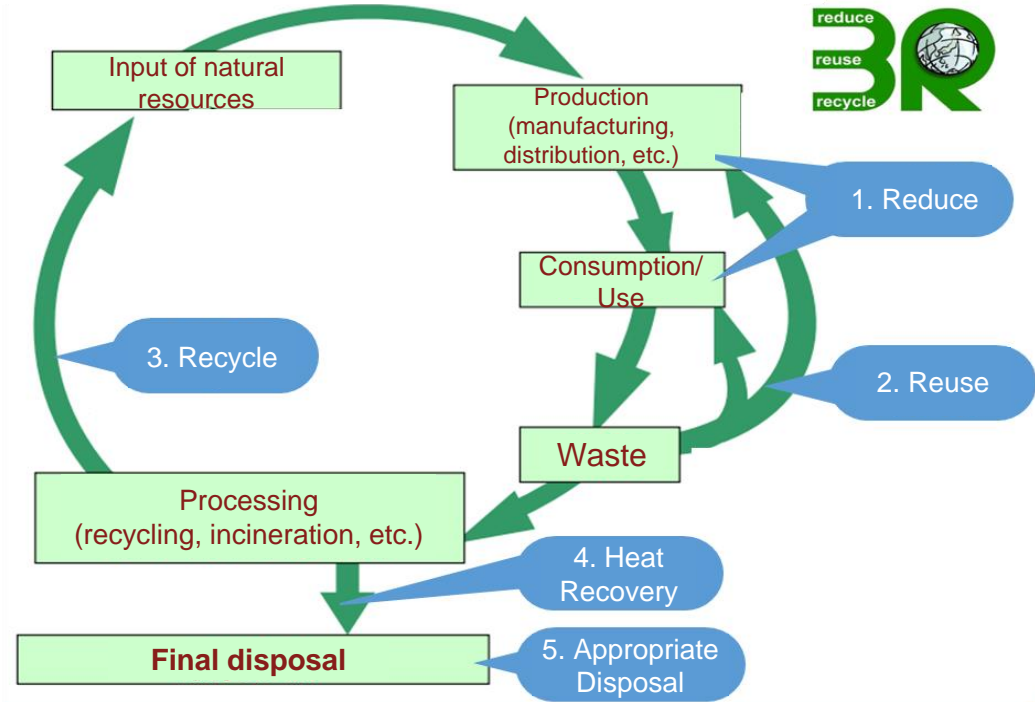 reduce
reuse
recycle
3R
Input of natural
resources
Production
(manufacturing,
distribution, etc.)
1. Reduce
Consumption/
Use
3. Recycle
2. Reuse
Waste
Processing
(recycling, incineration, etc.)
4. Heat
Recovery
Final disposal
5. Appropriate
Disposal